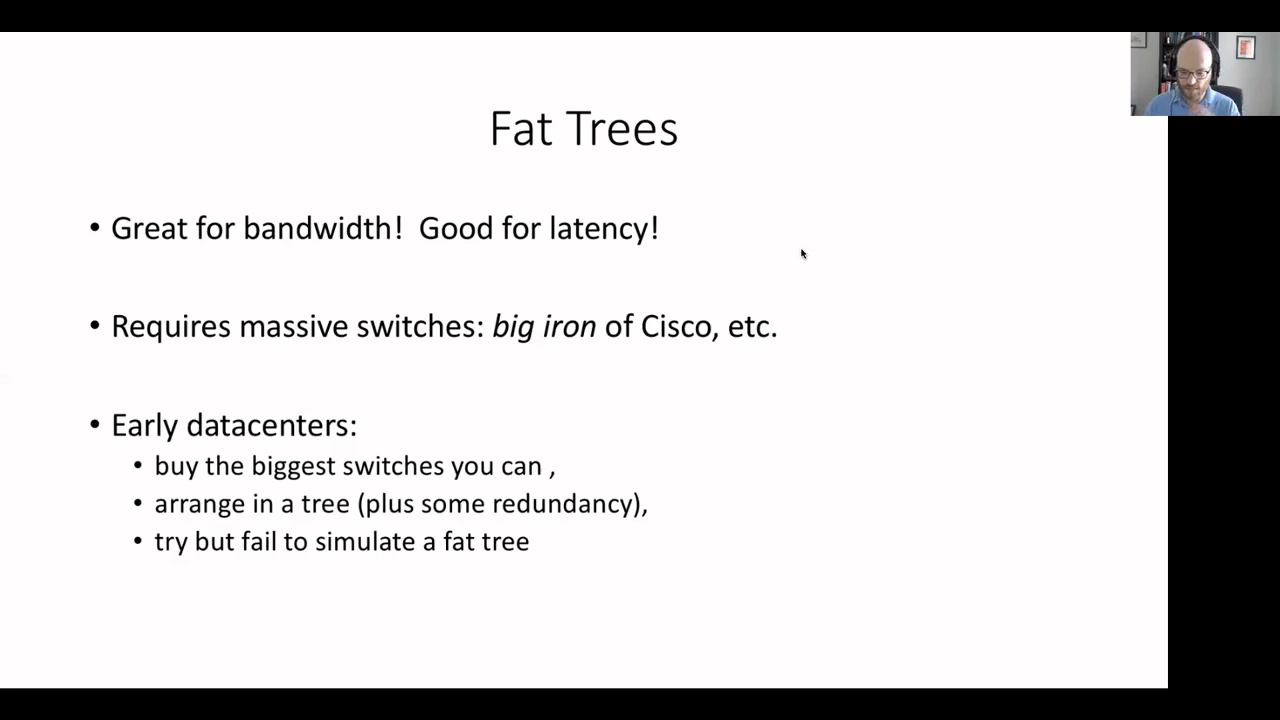 Fat Trees
• Great for bandwidth!  Good for latency!
• Requires massive switches: big iron of Cisco, etc.
• Early datacenters:
• buy the biggest switches you can ,
• arrange in a tree (plus some redundancy),
• try but fail to simulate a fat tree